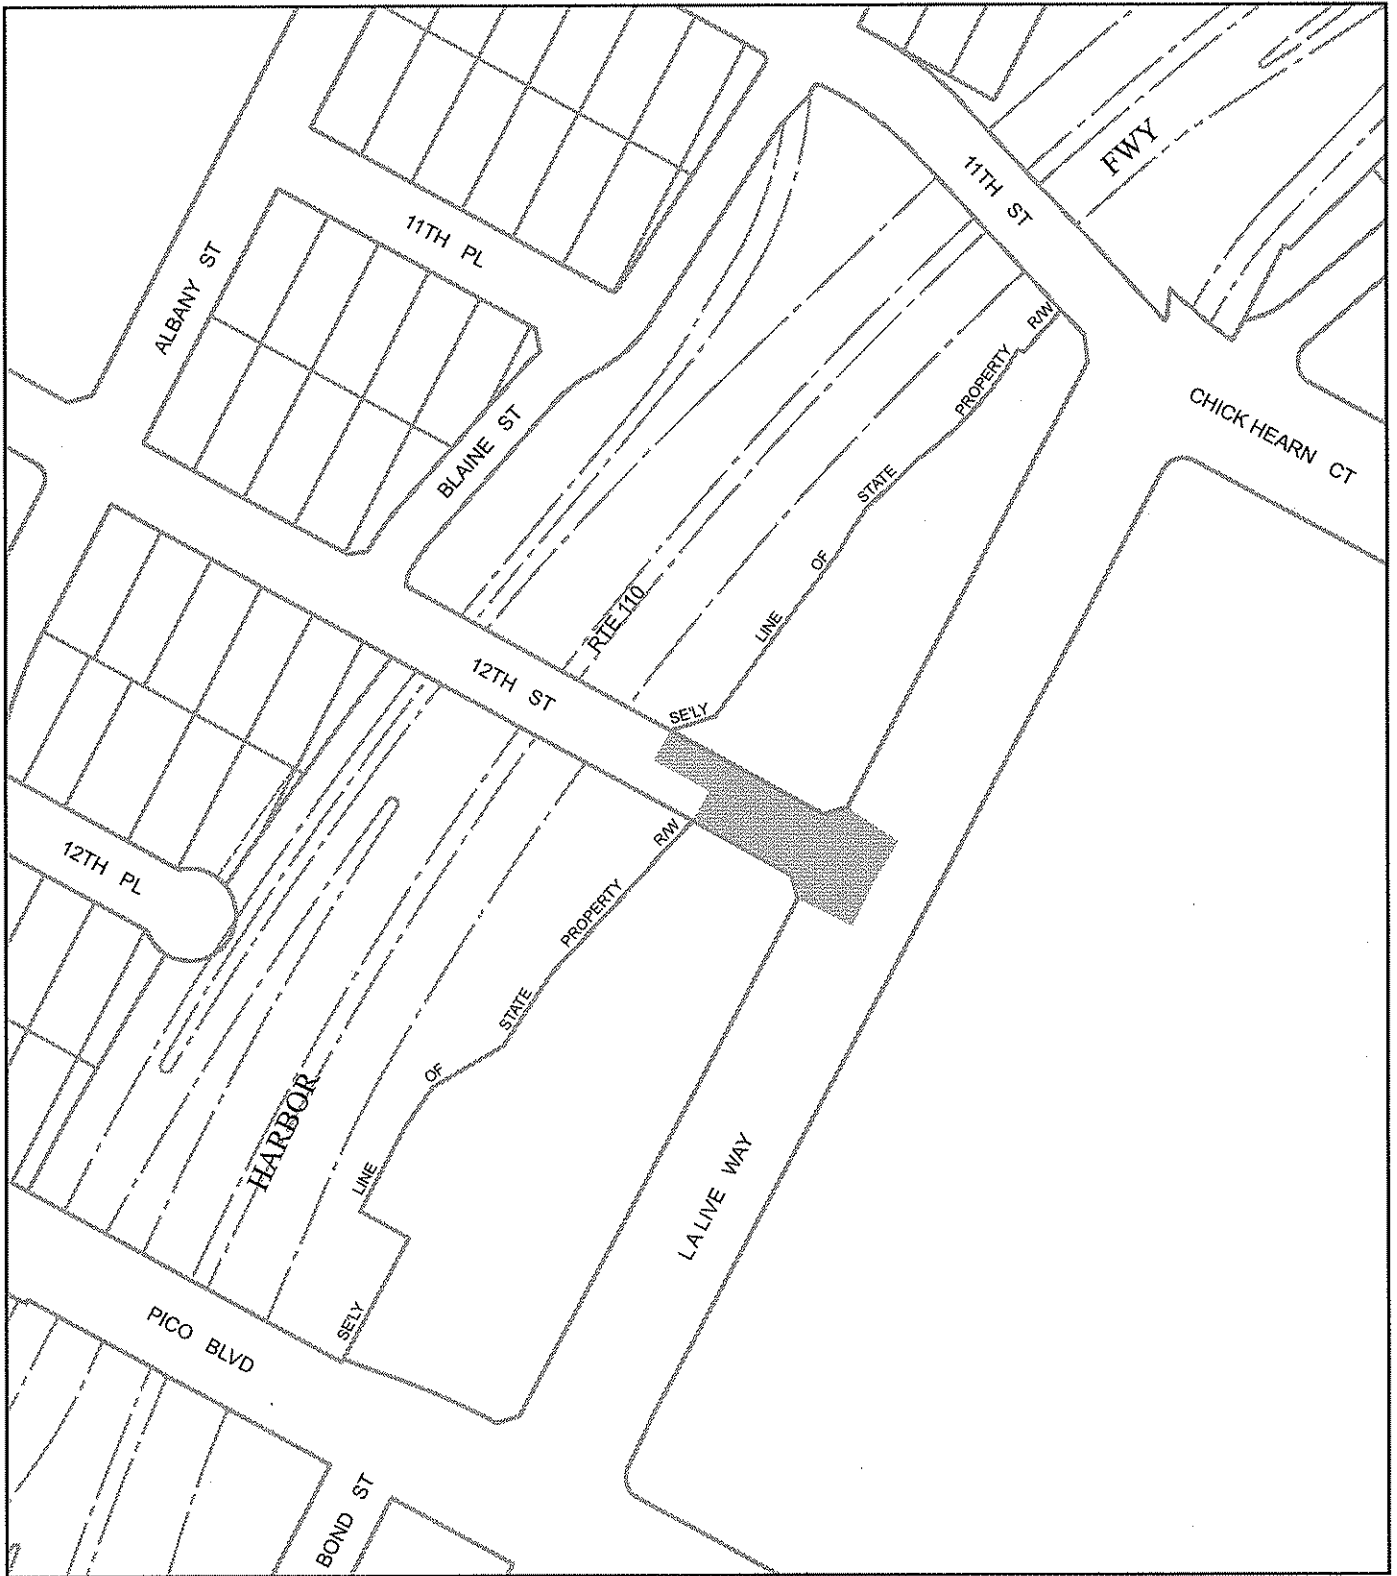 FWY
11TH ST
11TH PL
ALBANY ST
R/W
PROPERTY
STATE
OF
LINE
SE'LY
CHICK HEARN CT
BLAINE ST
RTE 110
12TH ST
R/W
PROPERTY
STATE
OF
LINE
SE'LY
12TH PL
HARBOR
LA LIVE WAY
PICO BLVD
BOND ST